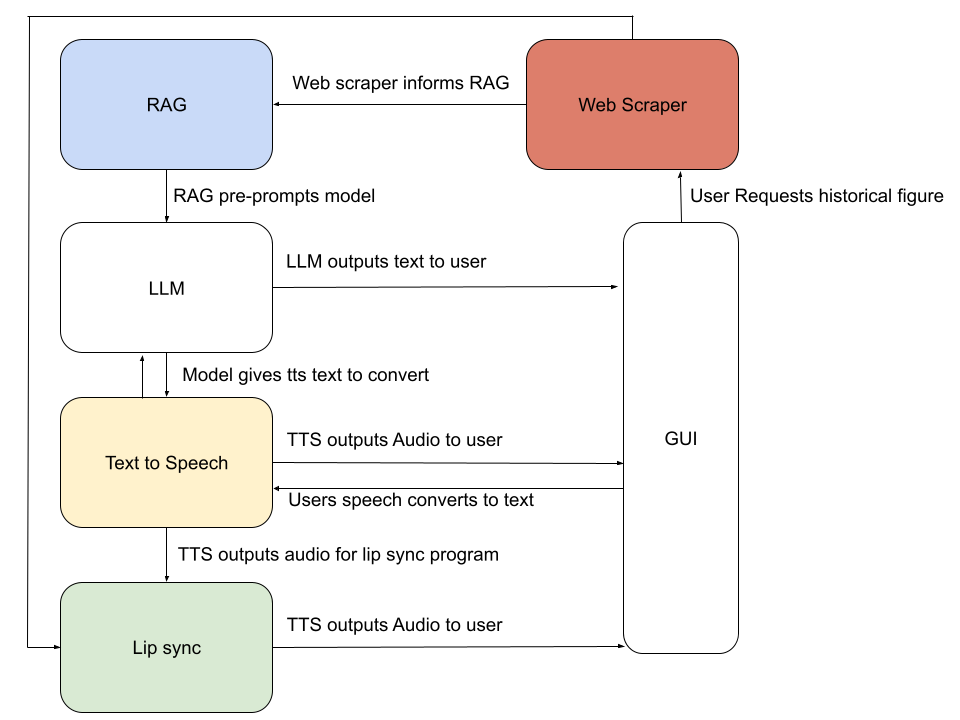 Web scraper informs RAG
RAG
Web Scraper
RAG pre-prompts model
User Requests historical figure
LLM outputs text to user
LLM
Model gives tts text to convert
TTS outputs Audio to user
GUI
Text to Speech
Users speech converts to text
TTS outputs audio for lip sync program
TTS outputs Audio to user
Lip sync